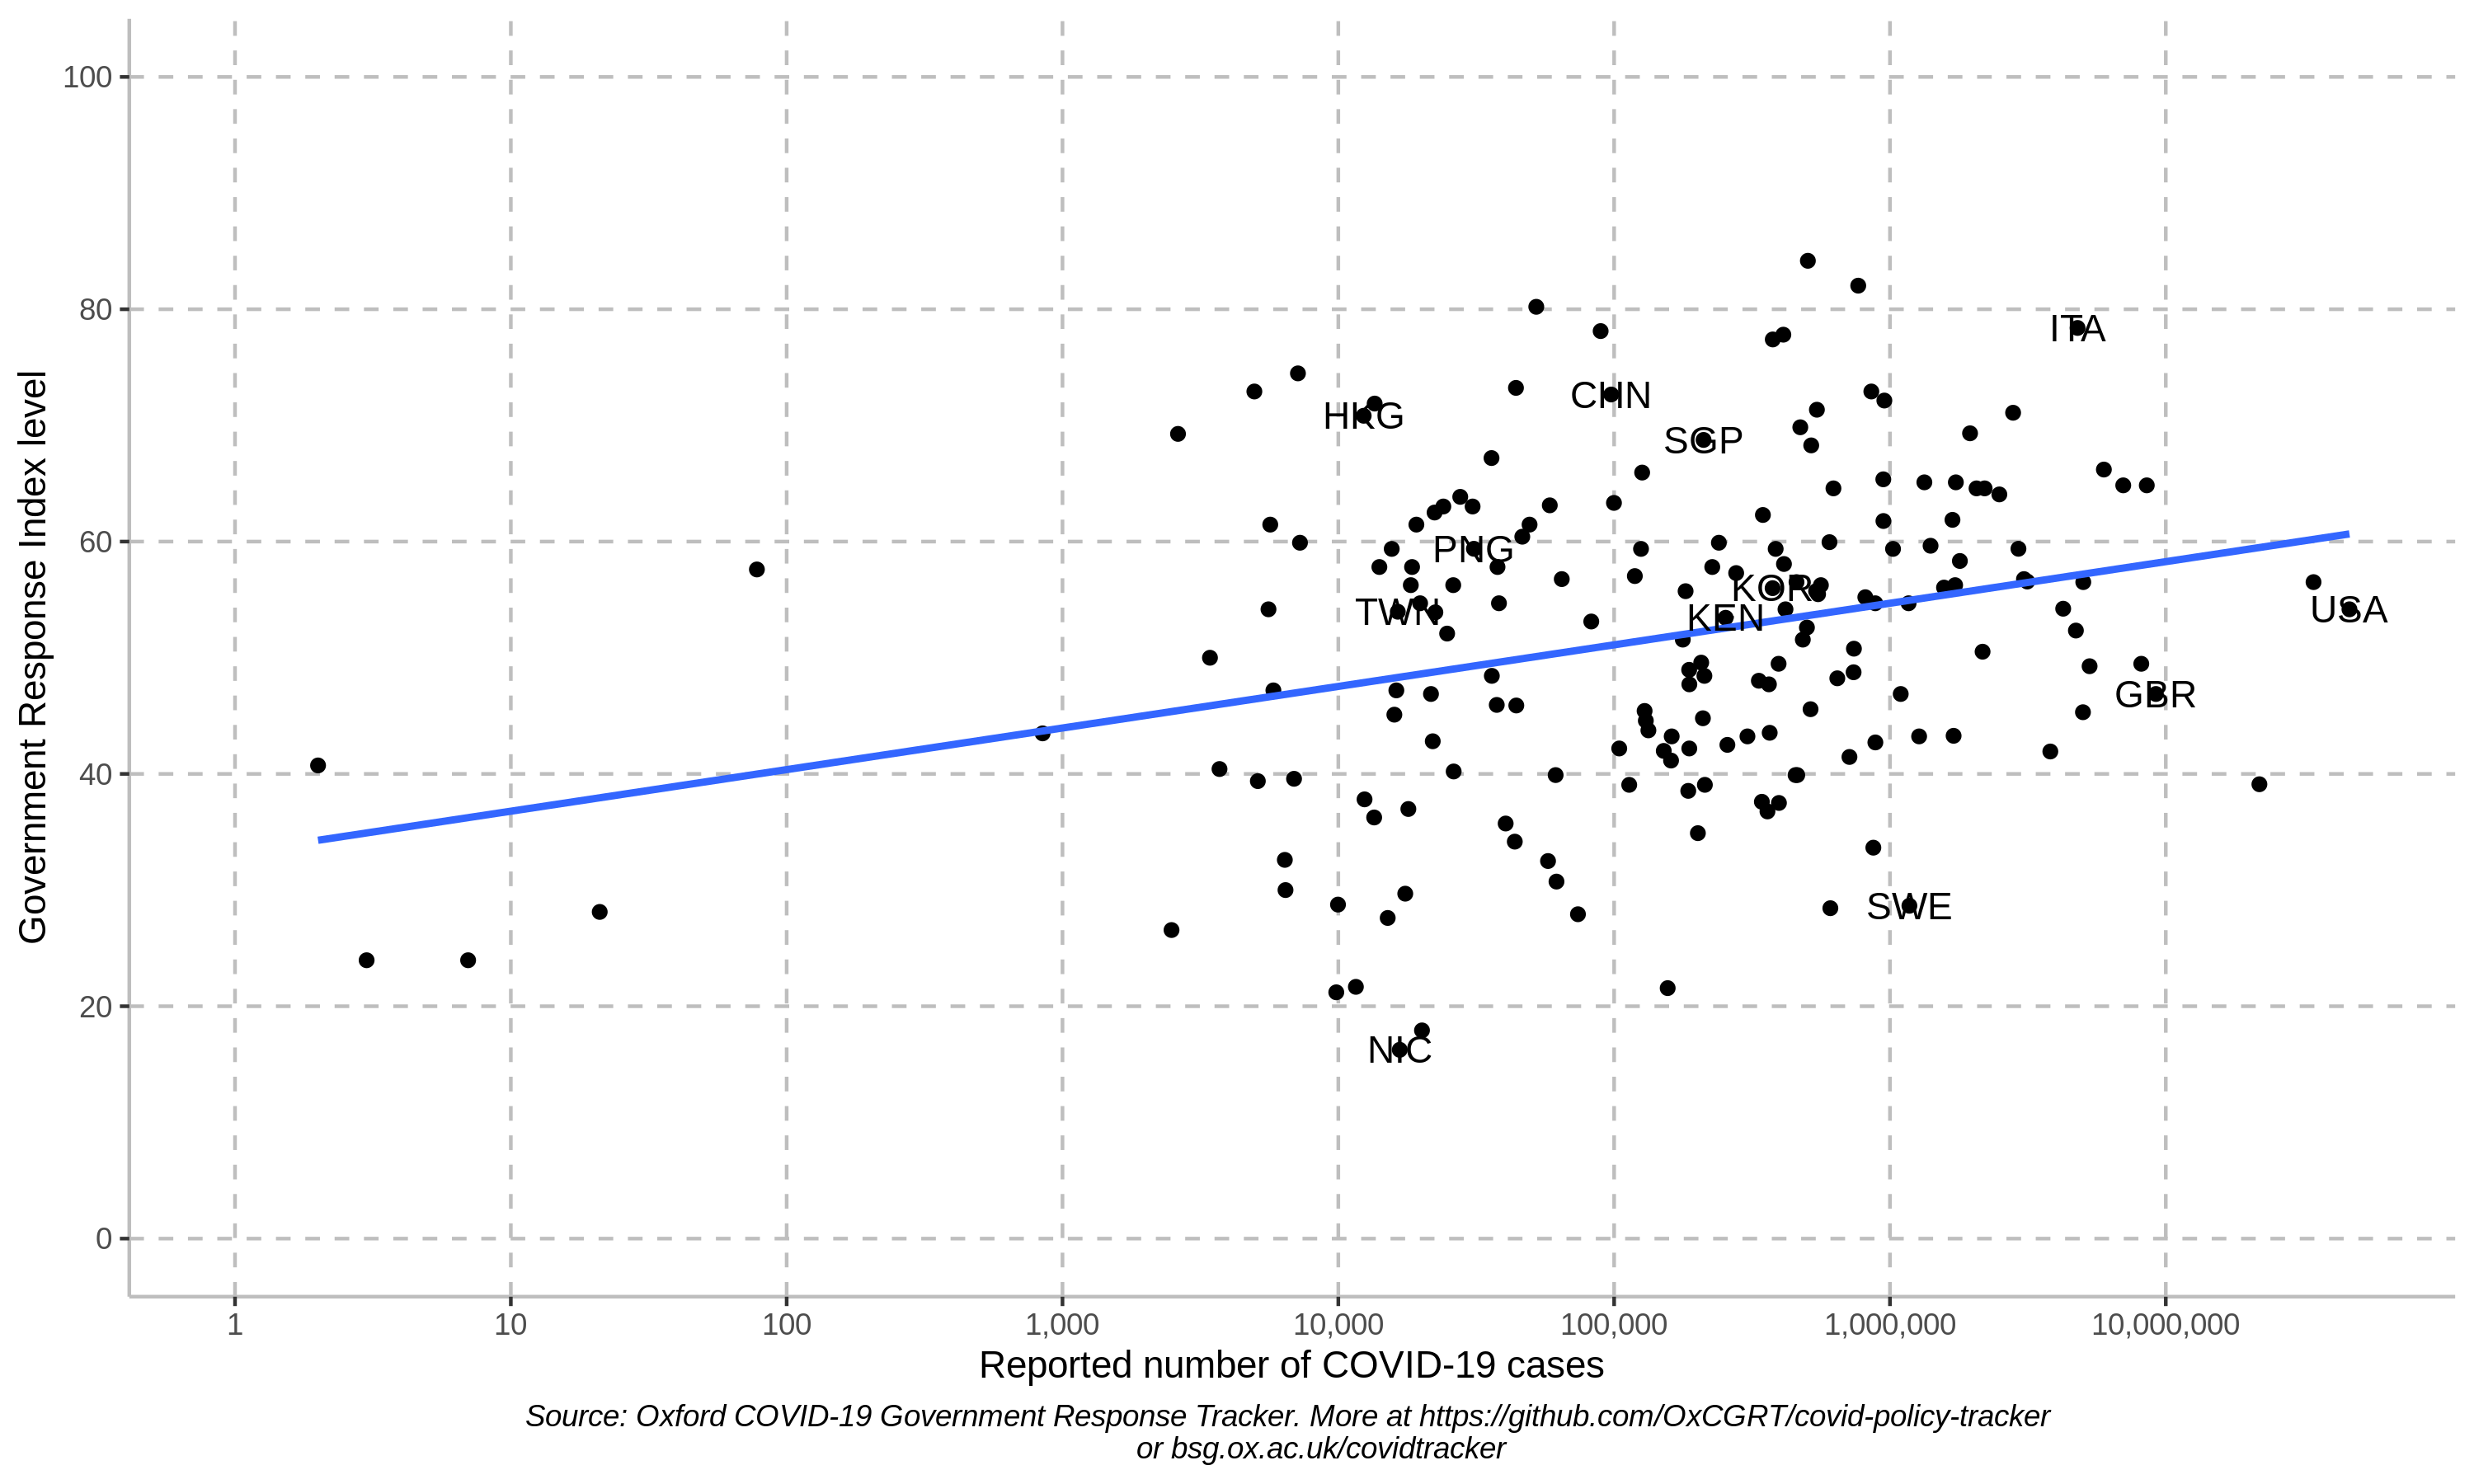 100
80
ITA
CHN
HKG
SGP
60
PNG
KOR
TWN
KEN
USA
GBR
40
SWE
20
NIC
0
Government Response Index level
1 10 100 1,000 10,000 100,000 1,000,000 10,000,000
Reported number of COVID-19 cases
Source: Oxford COVID-19 Government Response Tracker. More at https://github.com/OxCGRT/covid-policy-tracker
or bsg.ox.ac.uk/covidtracker